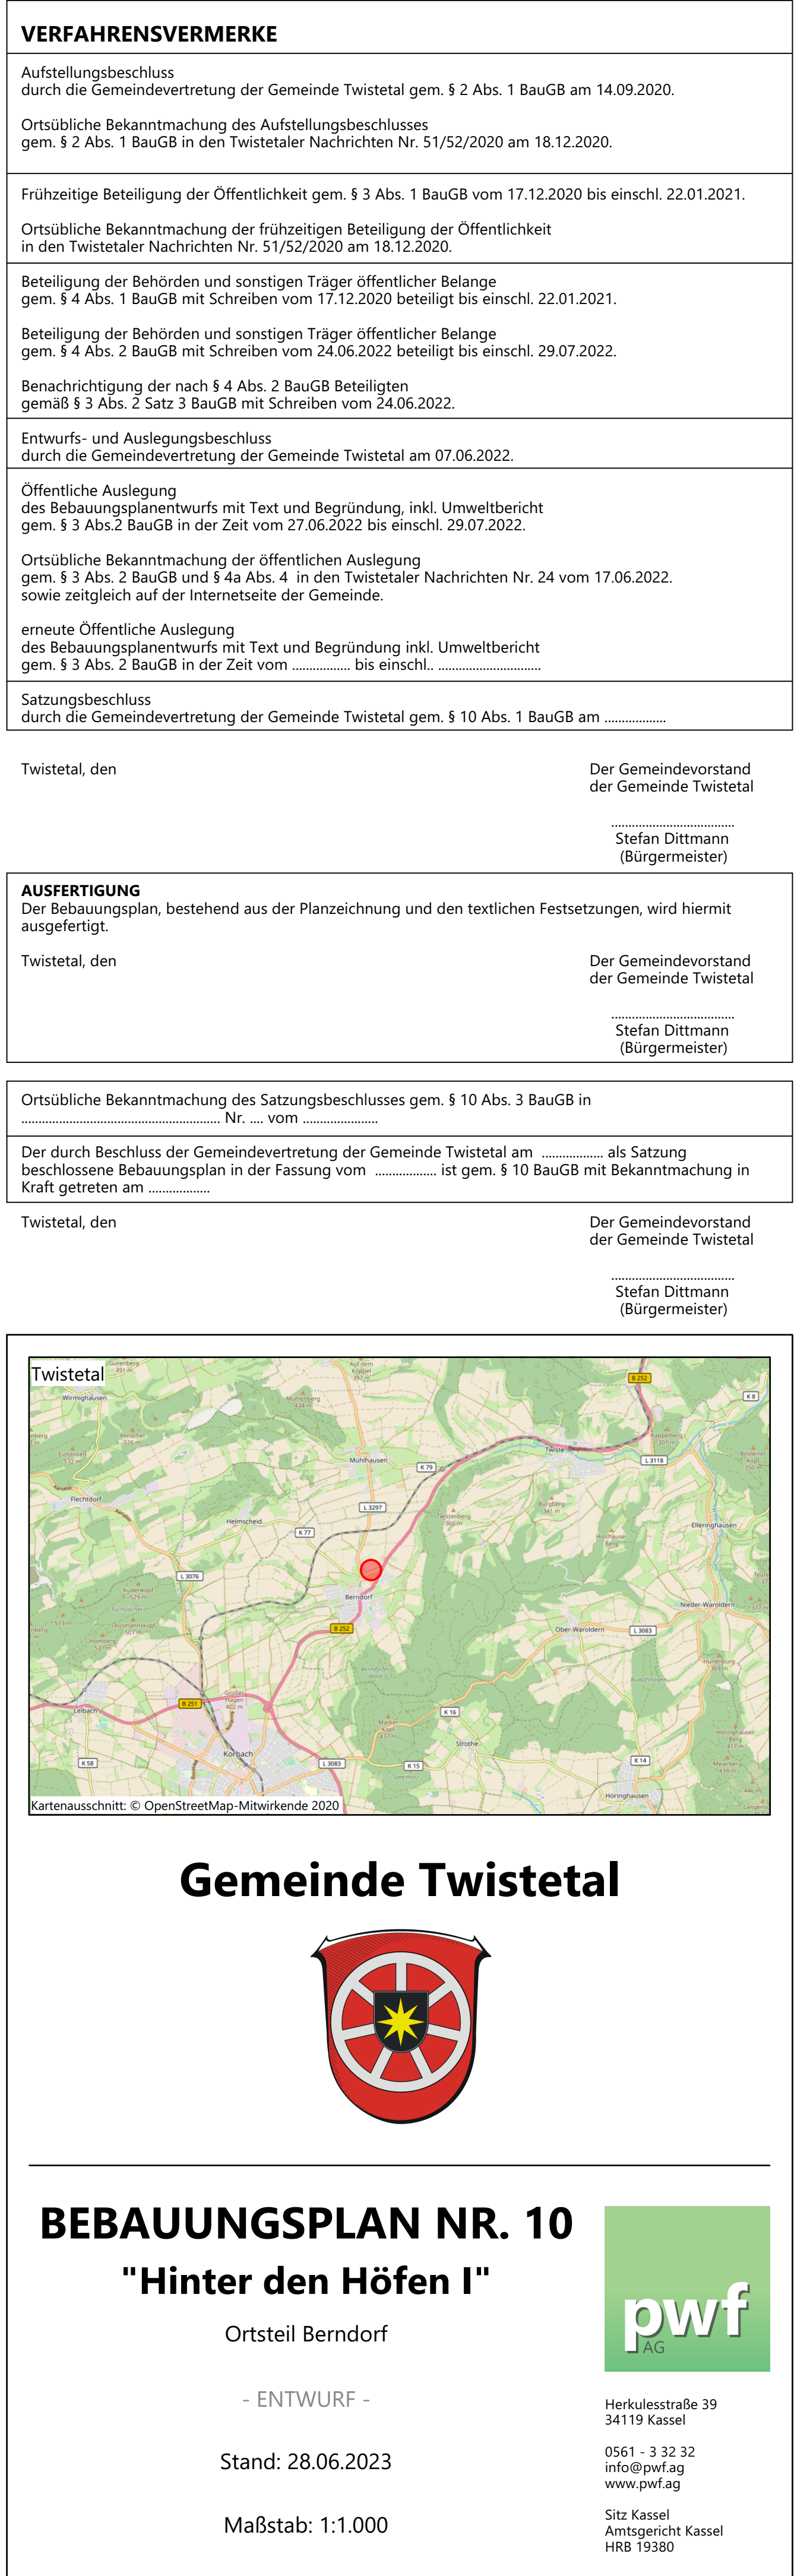 VERFAHRENSVERMERKE
Aufstellungsbeschluss
durch die Gemeindevertretung der Gemeinde Twistetal gem. § 2 Abs. 1 BauGB am 14.09.2020.
Ortsübliche Bekanntmachung des Aufstellungsbeschlusses
gem. § 2 Abs. 1 BauGB in den Twistetaler Nachrichten Nr. 51/52/2020 am 18.12.2020.
Frühzeitige Beteiligung der Öffentlichkeit gem. § 3 Abs. 1 BauGB vom 17.12.2020 bis einschl. 22.01.2021.
Ortsübliche Bekanntmachung der frühzeitigen Beteiligung der Öffentlichkeit
in den Twistetaler Nachrichten Nr. 51/52/2020 am 18.12.2020.
Beteiligung der Behörden und sonstigen Träger öffentlicher Belange
gem. § 4 Abs. 1 BauGB mit Schreiben vom 17.12.2020 beteiligt bis einschl. 22.01.2021.
Beteiligung der Behörden und sonstigen Träger öffentlicher Belange
gem. § 4 Abs. 2 BauGB mit Schreiben vom 24.06.2022 beteiligt bis einschl. 29.07.2022.
Benachrichtigung der nach § 4 Abs. 2 BauGB Beteiligten
gemäß § 3 Abs. 2 Satz 3 BauGB mit Schreiben vom 24.06.2022.
Entwurfs- und Auslegungsbeschluss
durch die Gemeindevertretung der Gemeinde Twistetal am 07.06.2022.
Öffentliche Auslegung
des Bebauungsplanentwurfs mit Text und Begründung, inkl. Umweltbericht
gem. § 3 Abs.2 BauGB in der Zeit vom 27.06.2022 bis einschl. 29.07.2022.
Ortsübliche Bekanntmachung der öffentlichen Auslegung
gem. § 3 Abs. 2 BauGB und § 4a Abs. 4  in den Twistetaler Nachrichten Nr. 24 vom 17.06.2022.
sowie zeitgleich auf der Internetseite der Gemeinde.
erneute Öffentliche Auslegung
des Bebauungsplanentwurfs mit Text und Begründung inkl. Umweltbericht
gem. § 3 Abs. 2 BauGB in der Zeit vom ................. bis einschl.. ..............................
Satzungsbeschluss
durch die Gemeindevertretung der Gemeinde Twistetal gem. § 10 Abs. 1 BauGB am ..................
Twistetal, den
Der Gemeindevorstand
der Gemeinde Twistetal
....................................
Stefan Dittmann
(Bürgermeister)
AUSFERTIGUNG
Der Bebauungsplan, bestehend aus der Planzeichnung und den textlichen Festsetzungen, wird hiermit
ausgefertigt.
Twistetal, den
Der Gemeindevorstand
der Gemeinde Twistetal
....................................
Stefan Dittmann
(Bürgermeister)
Ortsübliche Bekanntmachung des Satzungsbeschlusses gem. § 10 Abs. 3 BauGB in
.......................................................... Nr. .... vom ......................
Der durch Beschluss der Gemeindevertretung der Gemeinde Twistetal am  .................. als Satzung
beschlossene Bebauungsplan in der Fassung vom  .................. ist gem. § 10 BauGB mit Bekanntmachung in
Kraft getreten am ..................
Twistetal, den
Der Gemeindevorstand
der Gemeinde Twistetal
....................................
Stefan Dittmann
(Bürgermeister)
Twistetal
B 252
Wirmighausen
K 8
Twiste
L 3118
Mühlhausen
K 79
Flechtdorf
L 3297
Helmscheid
K 77
Elleringhausen
L 3076
Berndorf
Nieder-Waroldern
B 252
Ober-Waroldern
L 3083
B 251
Lelbach
K 16
Strothe
Korbach
K 58
L 3083
K 15
K 14
Höringhausen
Kartenausschnitt: © OpenStreetMap-Mitwirkende 2020
Gemeinde Twistetal
BEBAUUNGSPLAN NR. 10
"Hinter den Höfen I"
Ortsteil Berndorf
- ENTWURF -
Stand: 28.06.2023
Maßstab: 1:1.000
pwf
AG
Herkulesstraße 39
34119 Kassel
0561 - 3 32 32
info@pwf.ag
www.pwf.ag
Sitz Kassel
Amtsgericht Kassel
HRB 19380